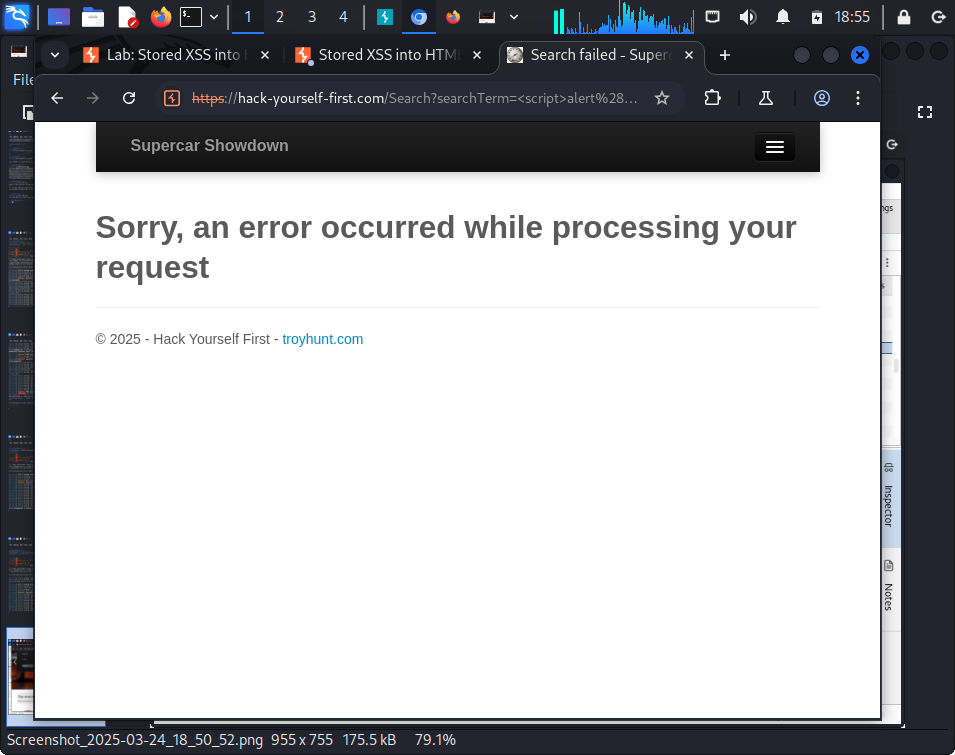 1 2 3 4 18:55
Lab: Stored XSS into
Stored XSS into HTM
Search failed - Super
File
https://hack-yourself-first.com/Search?searchTerm=<script>alert%28...
Supercar Showdown
Sorry, an error occurred while processing your
request
© 2025 - Hack Yourself First - troyhunt.com
Inspector
Notes
Screenshot_2025-03-24_18_50_52.png 955 x 755 175.5 kB 79.1%